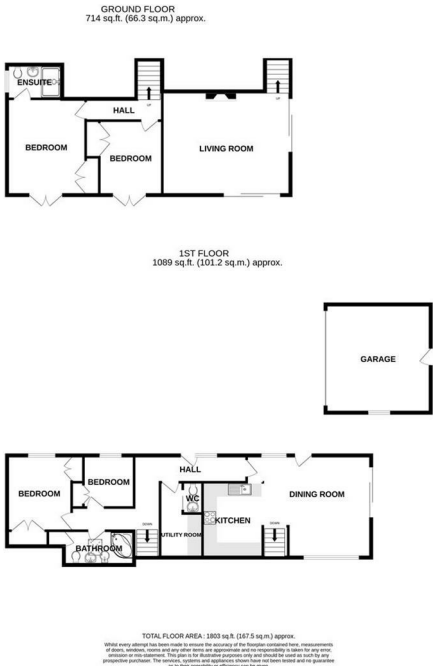 GROUND FLOOR
714 sq.ft. (66.3 sq.m.) approx.
ENSUITE
UP
UP
HALL
BEDROOM
BEDROOM
LIVING ROOM
1ST FLOOR
1089 sq.ft. (101.2 sq.m.) approx.
GARAGE
HALL
BEDROOM
BEDROOM
WC
DINING ROOM
KITCHEN
DOWN
DOWN
UTILITY ROOM
BATHROOM
TOTAL FLOOR AREA : 1803 sq.ft. (167.5 sq.m.) approx.
Whilst every attempt has been made to ensure the accuracy of the floorplan contained here, measurements
of doors, windows, rooms and any other items are approximate and no responsibility is taken for any error,
omission or mis-statement. This plan is for illustrative purposes only and should be used as such by any
prospective purchaser. The services, systems and appliances shown have not been tested and no guarantee